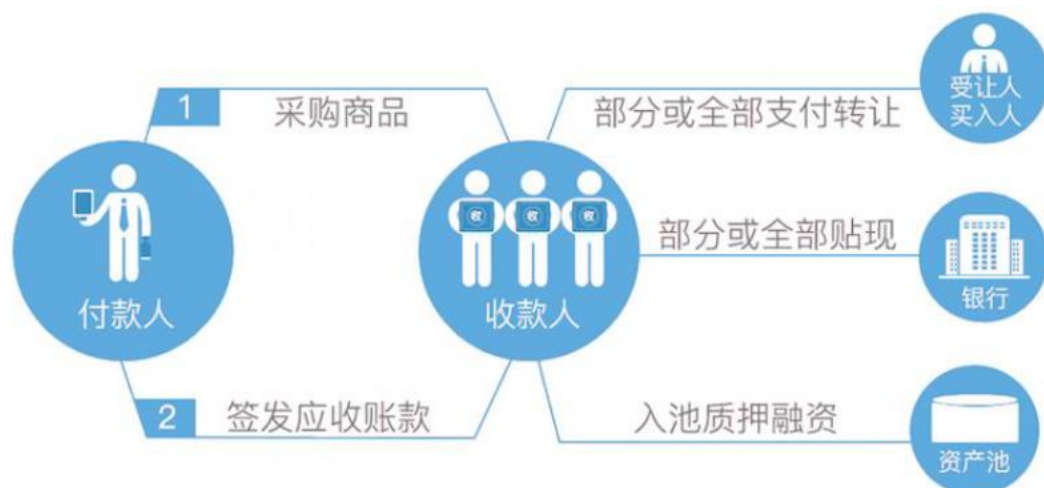 1
采购商品
部分或全部支付转让
受让人
买入人
付款人
收 收 收
收款人
部分或全部贴现
银行
2
签发应收账款
入池质押融资
资产池